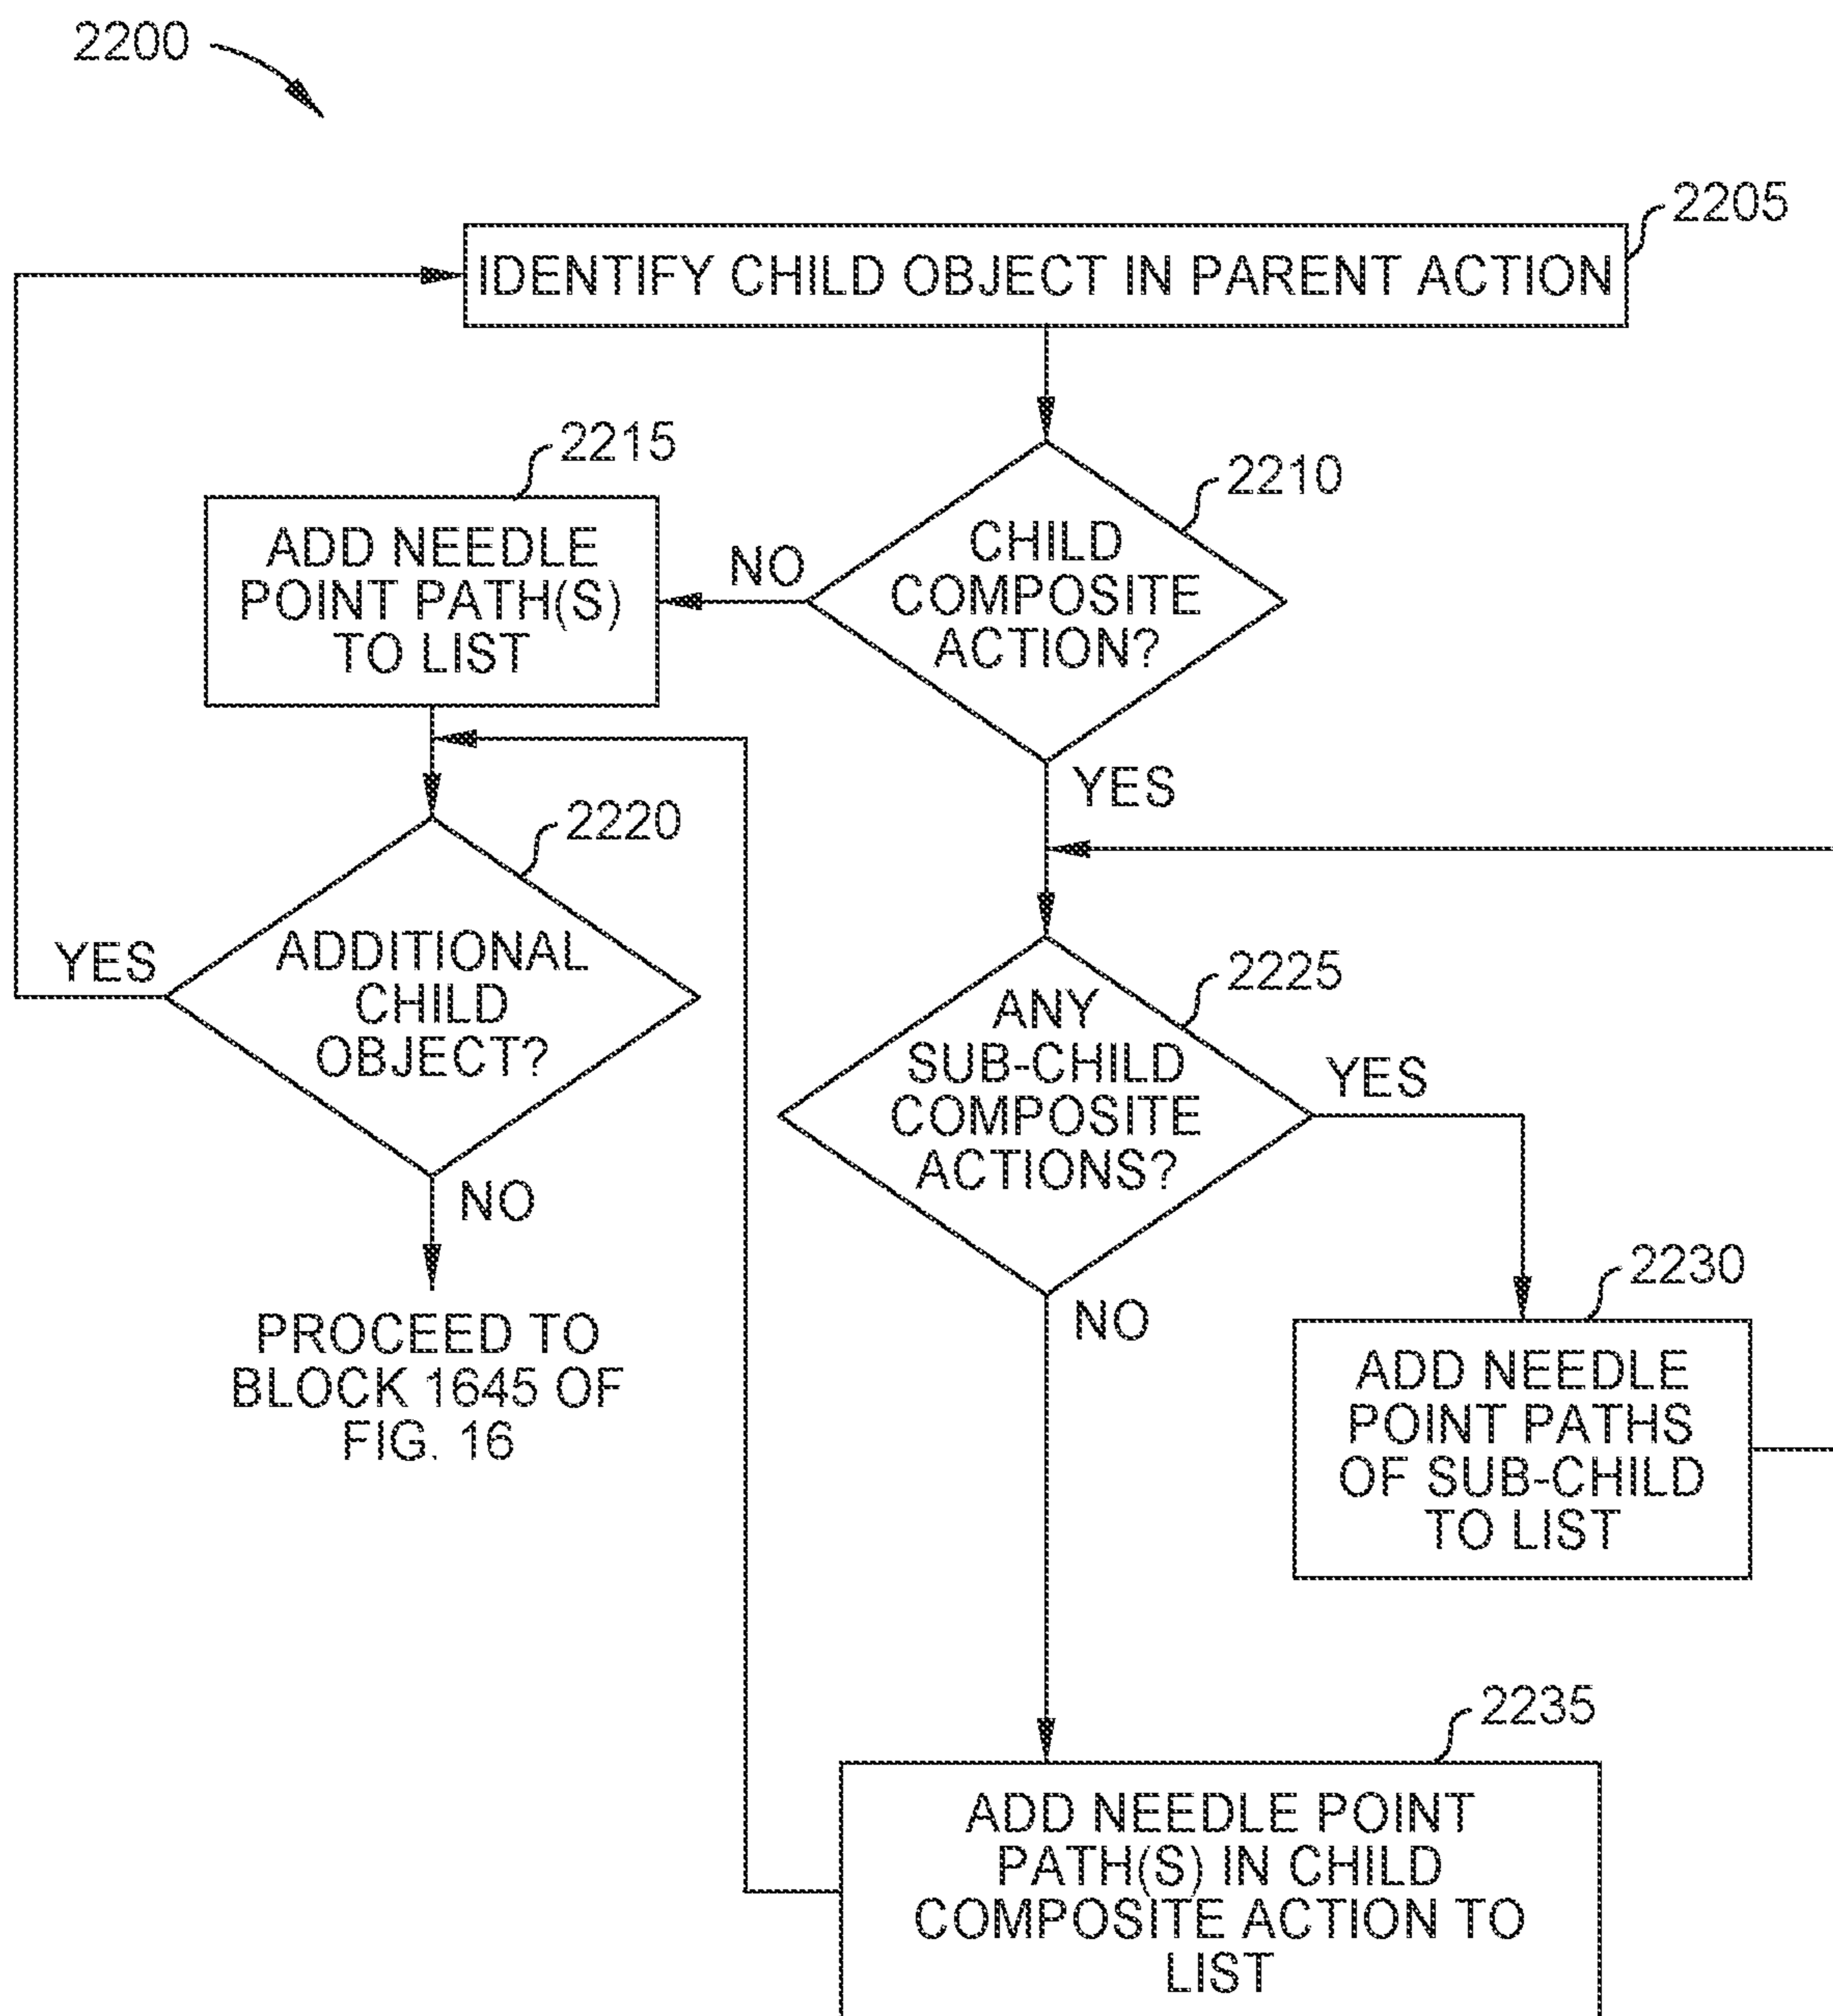 2200
2205
IDENTIFY CHILD OBJECT IN PARENT ACTION
2215
2210
ADD NEEDLE
POINT PATH(S)
TO LIST
NO
CHILD
COMPOSITE
ACTION?
YES
2220
ADDITIONAL
CHILD
OBJECT?
YES
NO
PROCEED TO
BLOCK 1645 OF
FIG. 16
2225
ANY
SUB-CHILD
COMPOSITE
ACTIONS?
YES
NO
2230
ADD NEEDLE
POINT PATHS
OF SUB-CHILD
TO LIST
2235
ADD NEEDLE POINT
PATH(S) IN CHILD
COMPOSITE ACTION TO
LIST